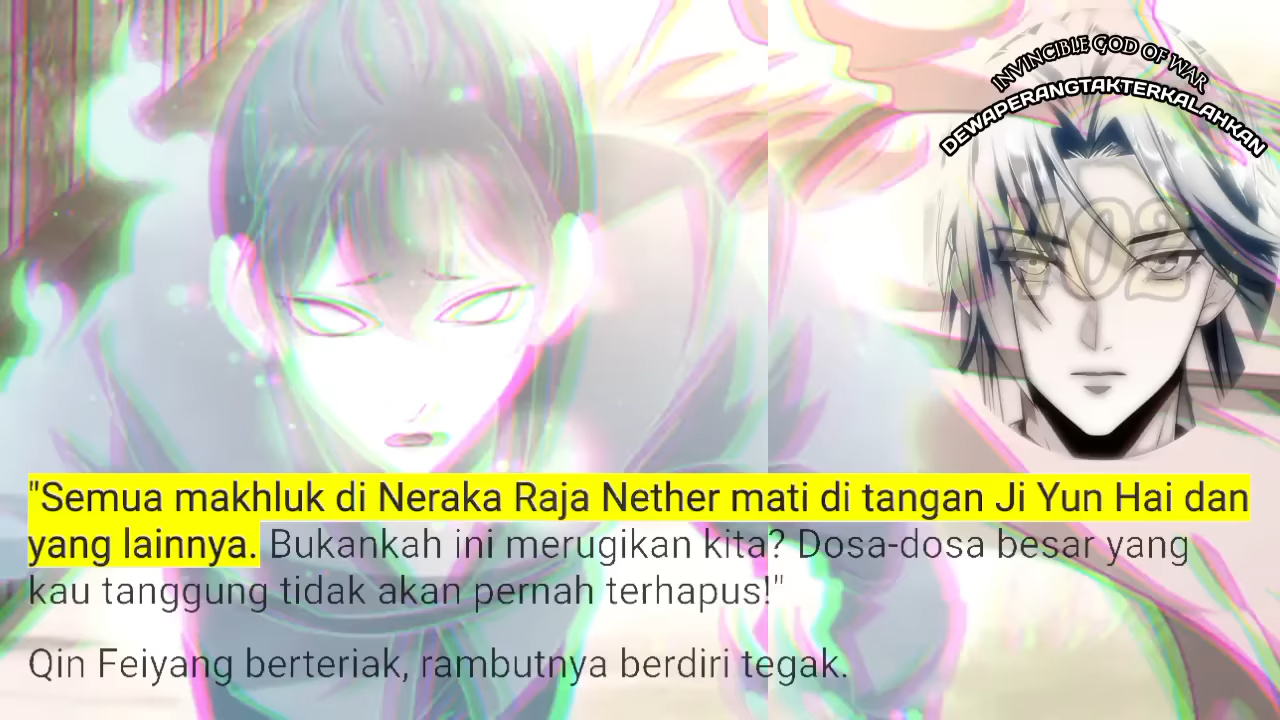 INVINCIBLE GOD OF WAR
DEWAPERANGTAKTERKALAHKAN
"Semua makhluk di Neraka Raja Nether mati di tangan Ji Yun Hai dan
yang lainnya. Bukankah ini merugikan kita? Dosa-dosa besar yang
kau tanggung tidak akan pernah terhapus!"
Qin Feiyang berteriak, rambutnya berdiri tegak.